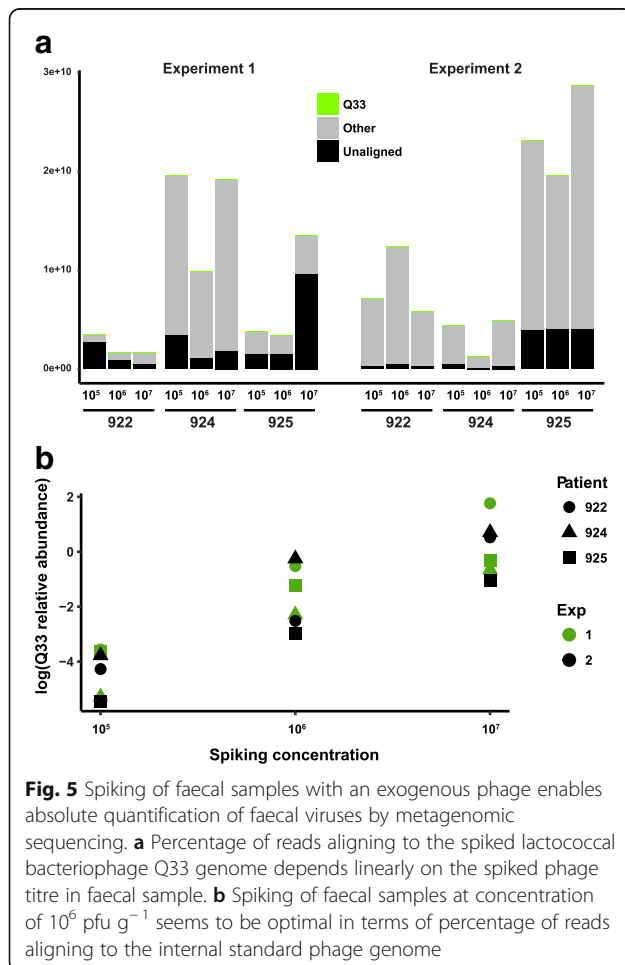 a
Experiment 1
Experiment 2
Q33
Other
Unaligned
3e+10
2e+10
1e+10
0e+00
10⁵ 10⁶ 10⁷ 10⁵ 10⁶ 10⁷ 10⁵ 10⁶ 10⁷ 10⁵ 10⁶ 10⁷ 10⁵ 10⁶ 10⁷ 10⁵ 10⁶ 10⁷
922 924 925 922 924 925
b
log(Q33 relative abundance)
2
0
−2
−4
10⁵ 10⁶ 10⁷
Spiking concentration
Patient
922
924
925
Exp
1
2
Fig. 5 Spiking of faecal samples with an exogenous phage enables
absolute quantification of faecal viruses by metagenomic
sequencing. a Percentage of reads aligning to the spiked lactococcal
bacteriophage Q33 genome depends linearly on the spiked phage
titre in faecal sample. b Spiking of faecal samples at concentration
of 10⁶ pfu g⁻¹ seems to be optimal in terms of percentage of reads
aligning to the internal standard phage genome